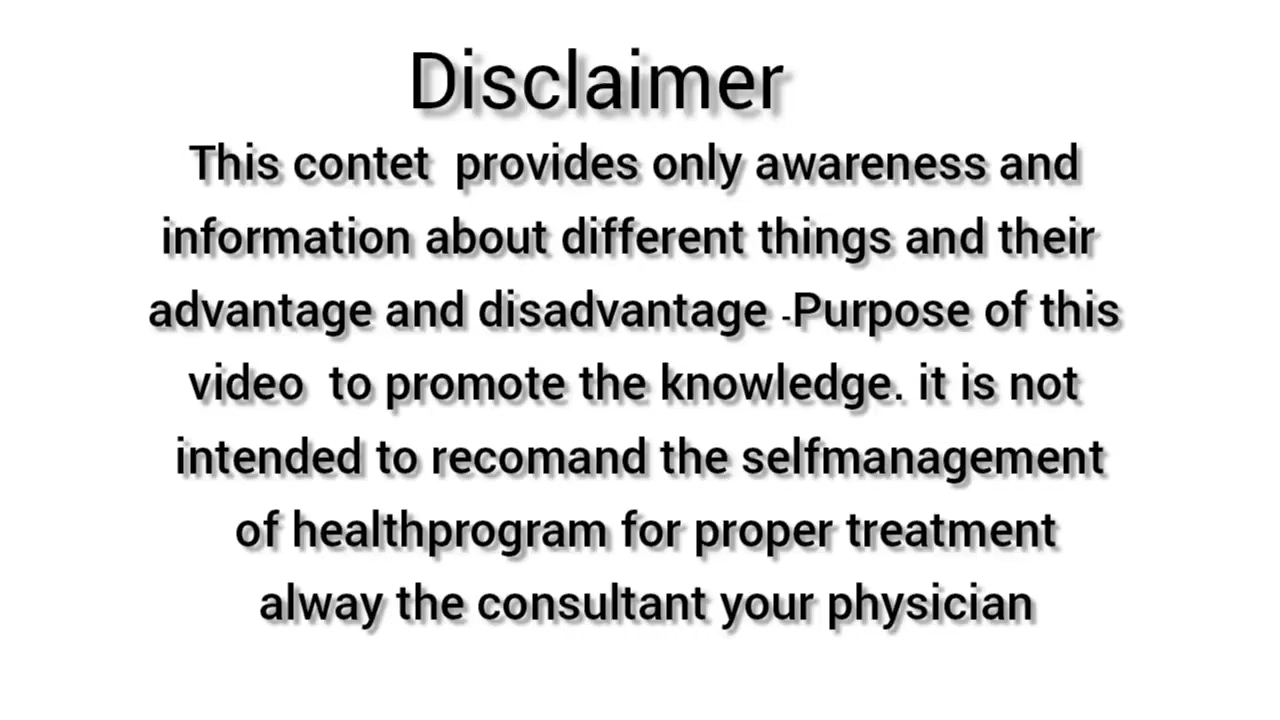 Disclaimer
This contet provides only awareness and
information about different things and their
advantage and disadvantage -Purpose of this
video to promote the knowledge. it is not
intended to recomand the selfmanagement
of healthprogram for proper treatment
alway the consultant your physician